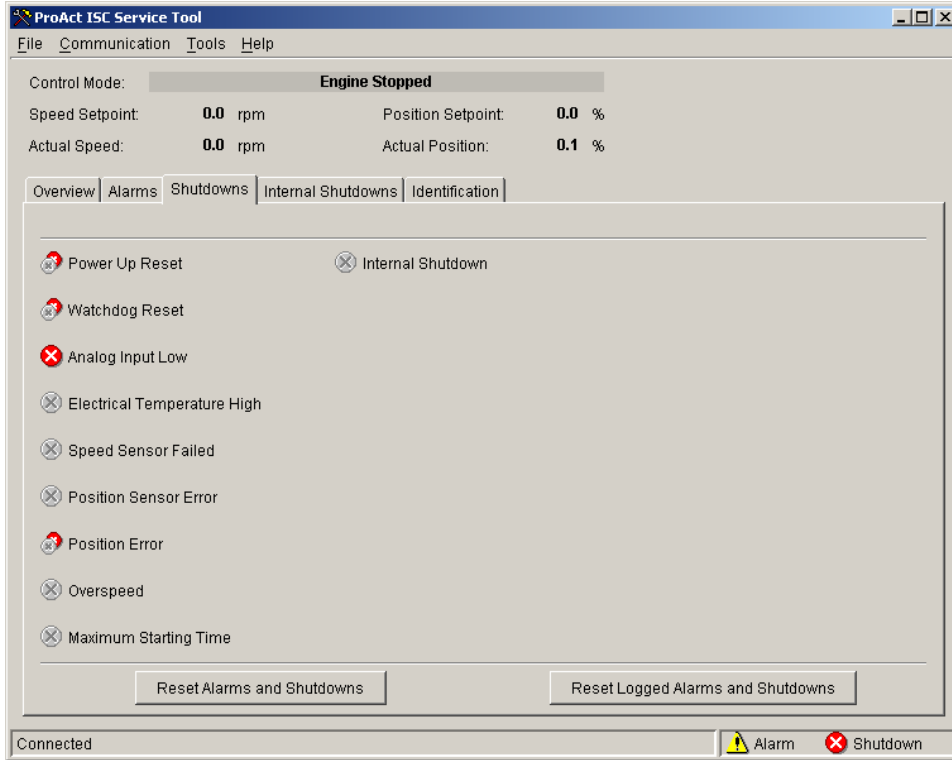 ProAct ISC Service Tool
File Communication Tools Help
Control Mode: Engine Stopped
Speed Setpoint: 0.0 rpm Position Setpoint: 0.0 %
Actual Speed: 0.0 rpm Actual Position: 0.1 %
Overview Alarms Shutdowns Internal Shutdowns Identification
Power Up Reset Internal Shutdown
Watchdog Reset
Analog Input Low
Electrical Temperature High
Speed Sensor Failed
Position Sensor Error
Position Error
Overspeed
Maximum Starting Time
Reset Alarms and Shutdowns Reset Logged Alarms and Shutdowns
Connected Alarm Shutdown